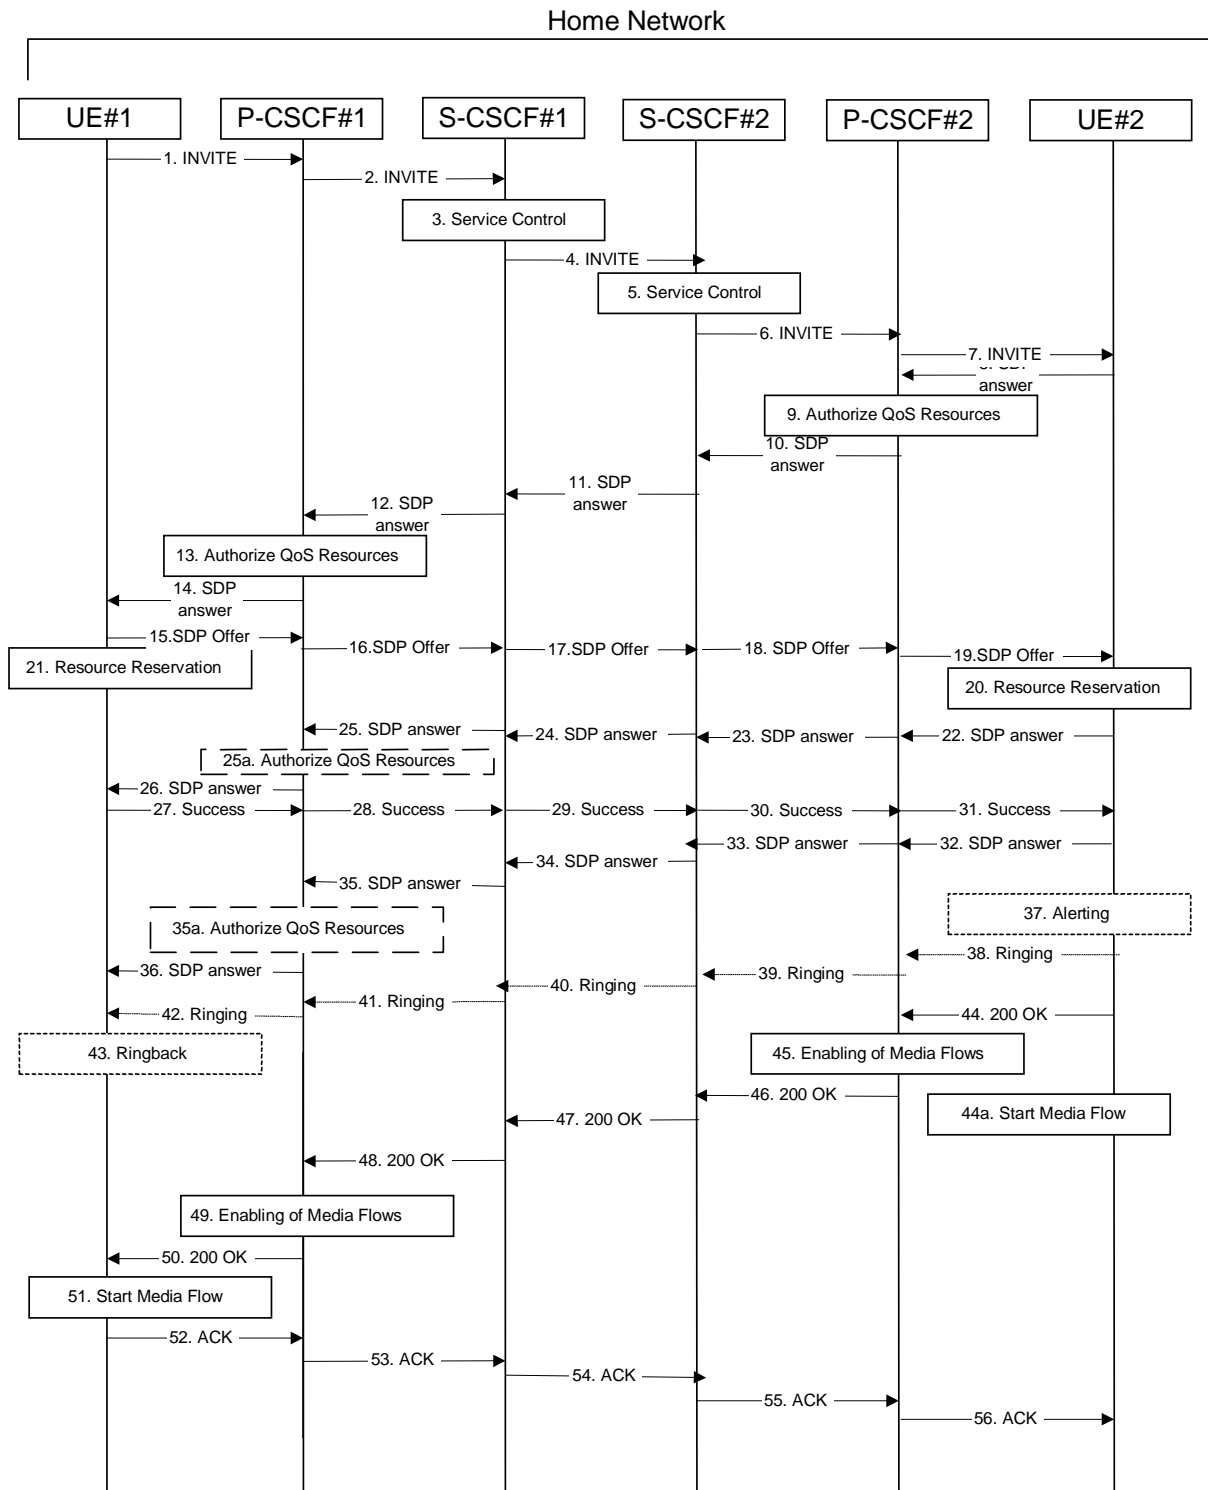 Home Network
UE#1
P-CSCF#1
S-CSCF#1
S-CSCF#2
P-CSCF#2
UE#2
1. INVITE
2. INVITE
3. Service Control
4. INVITE
5. Service Control
6. INVITE
7. INVITE
SDP
answer
9. Authorize QoS Resources
10. SDP
answer
11. SDP
answer
12. SDP
answer
13. Authorize QoS Resources
14. SDP
answer
15.SDP Offer
16.SDP Offer
17.SDP Offer
18. SDP Offer
19.SDP Offer
21. Resource Reservation
20. Resource Reservation
25. SDP answer
24. SDP answer
23. SDP answer
22. SDP answer
25a. Authorize QoS Resources
26. SDP answer
27. Success
28. Success
29. Success
30. Success
31. Success
33. SDP answer
32. SDP answer
34. SDP answer
35. SDP answer
35a. Authorize QoS Resources
37. Alerting
36. SDP answer
38. Ringing
39. Ringing
40. Ringing
41. Ringing
42. Ringing
44. 200 OK
43. Ringback
45. Enabling of Media Flows
46. 200 OK
44a. Start Media Flow
47. 200 OK
48. 200 OK
49. Enabling of Media Flows
50. 200 OK
51. Start Media Flow
52. ACK
53. ACK
54. ACK
55. ACK
56. ACK